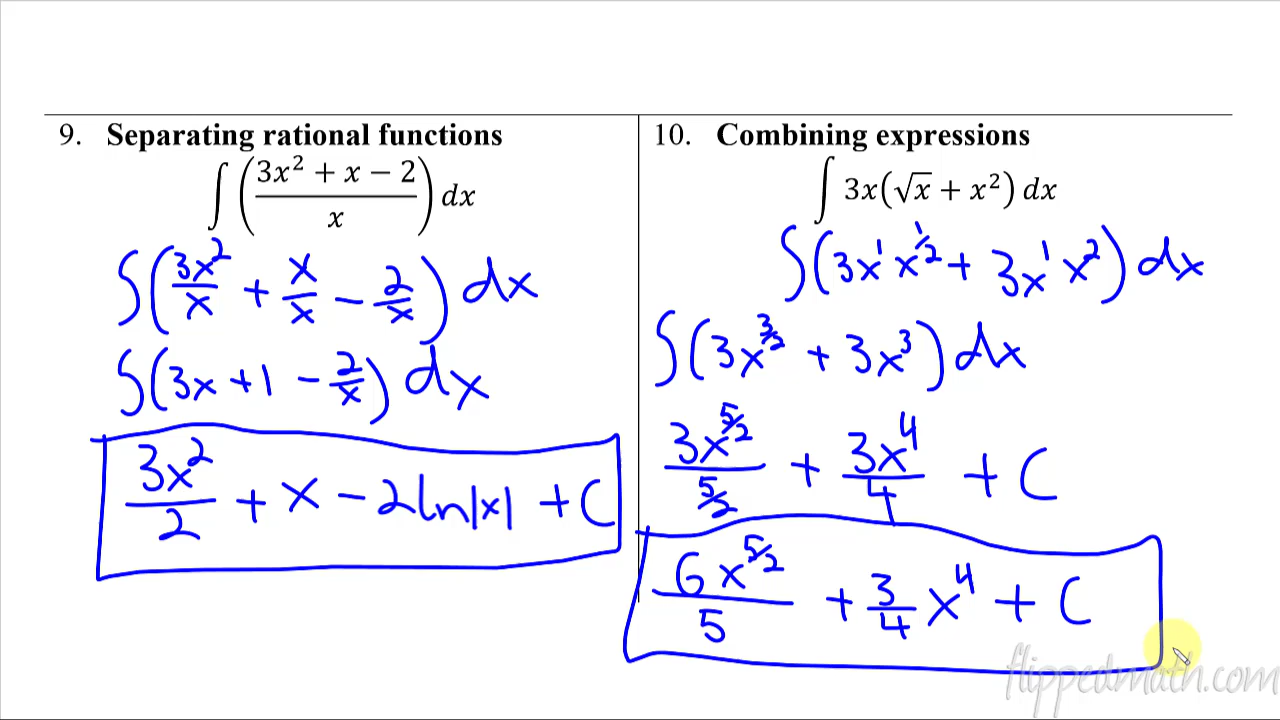 9. Separating rational functions
∫ ((3x² + x − 2)/x) dx
∫ (3x²/x + x/x − 2/x) dx
∫ (3x + 1 − 2/x) dx
3x²/2 + x − 2ln|x| + C
10. Combining expressions
∫ 3x(√x + x²) dx
∫ (3x¹x^(1/2) + 3x¹x²) dx
∫ (3x^(3/2) + 3x³) dx
3x^(5/2)/(5/2) + 3x⁴/4 + C
6x^(5/2)/5 + 3/4 x⁴ + C
flippedmath.com